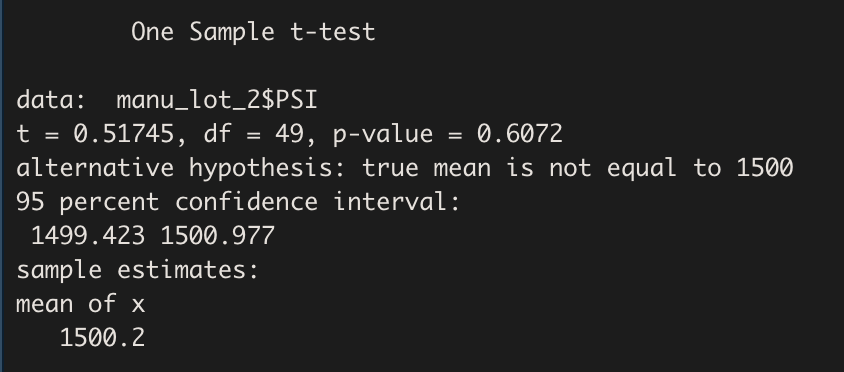 One Sample t-test
data:  manu_lot_2$PSI
t = 0.51745, df = 49, p-value = 0.6072
alternative hypothesis: true mean is not equal to 1500
95 percent confidence interval:
 1499.423 1500.977
sample estimates:
mean of x
   1500.2